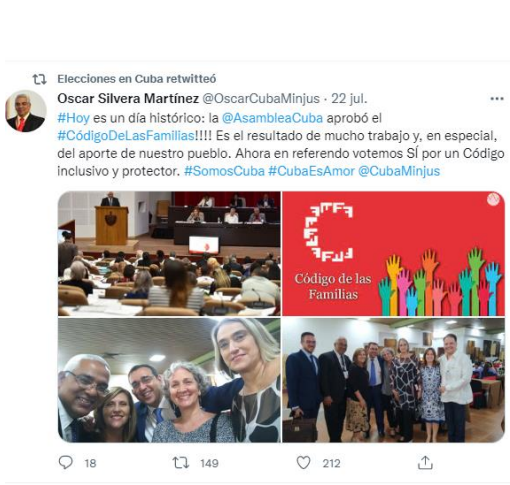 Elecciones en Cuba retwitteó
Oscar Silvera Martínez @OscarCubaMinjus · 22 jul.
#Hoy es un día histórico: la @AsambleaCuba aprobó el
#CódigoDeLasFamilias!!!! Es el resultado de mucho trabajo y, en especial,
del aporte de nuestro pueblo. Ahora en referendo votemos SÍ por un Código
inclusivo y protector. #SomosCuba #CubaEsAmor @CubaMinjus
Código de las
Familias
18
149
212